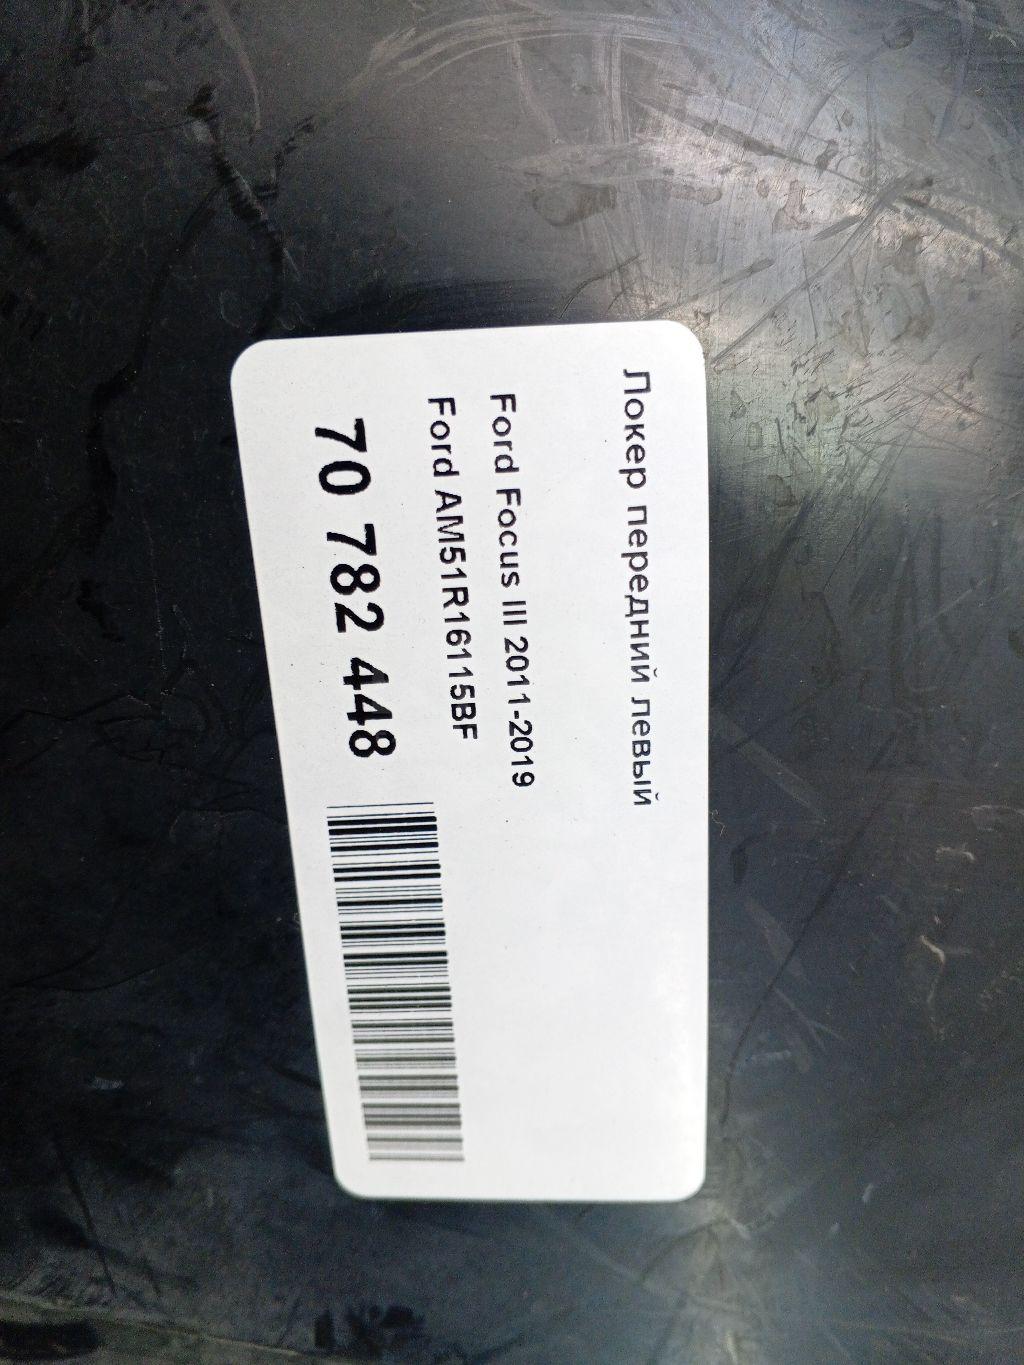 Локер передний левый
Ford Focus III 2011-2019
Ford AM51R16115BF
70 782 448